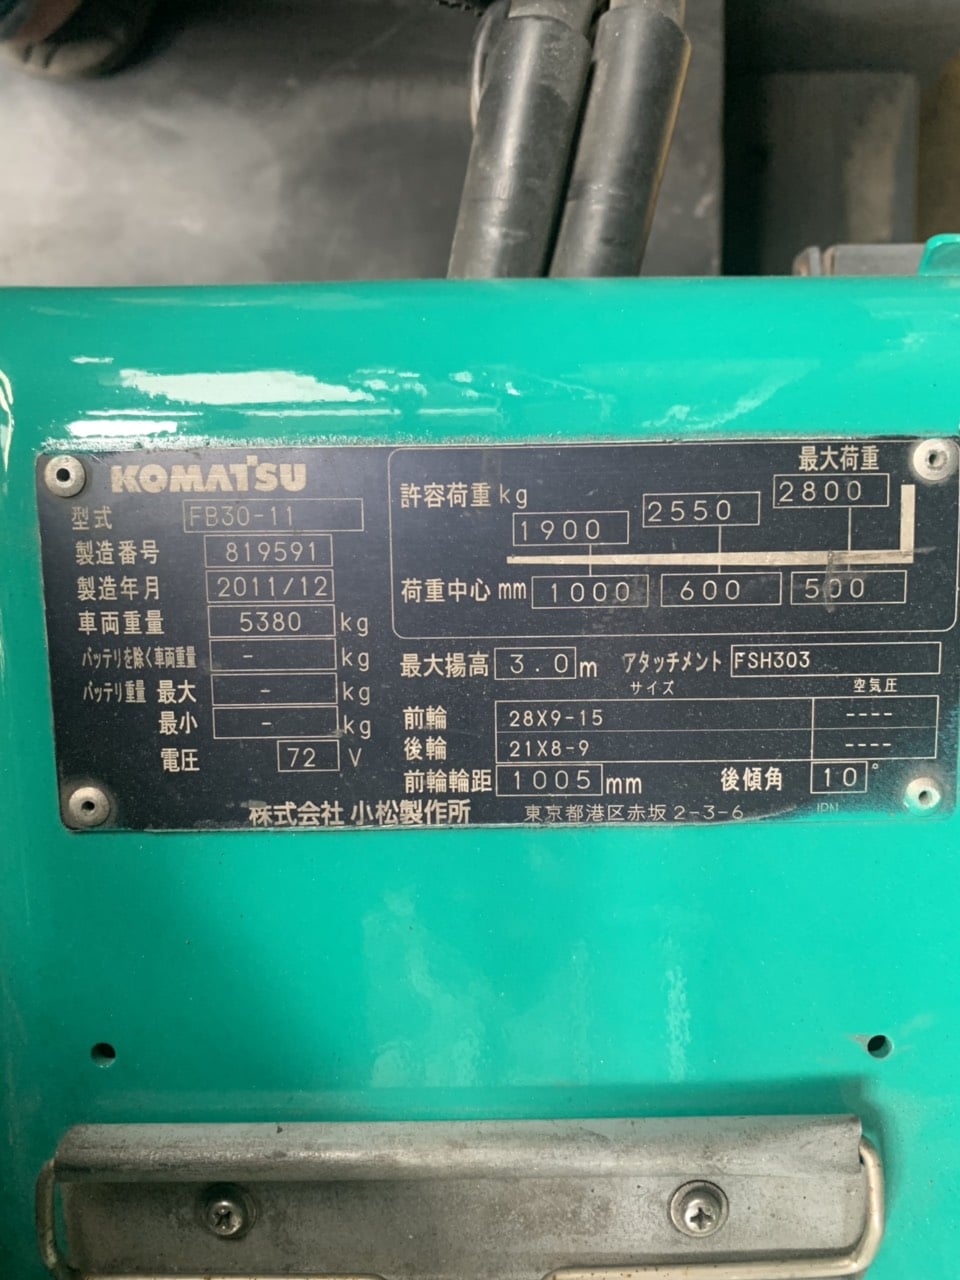 KOMATSU
型式 FB30-11
製造番号 819591
製造年月 2011/12
車両重量 5380 kg
バッテリを除く車両重量 - kg
バッテリ重量 最大 - kg
最小 - kg
電圧 72 V
最大荷重
許容荷重 kg 1900 2550 2800
荷重中心 mm 1000 600 500
最大揚高 3.0 m アタッチメント FSH303
サイズ 空気圧
前輪 28X9-15 ----
後輪 21X8-9 ----
前輪輪距 1005 mm 後傾角 10°
株式会社 小松製作所 東京都港区赤坂2-3-6 JPN